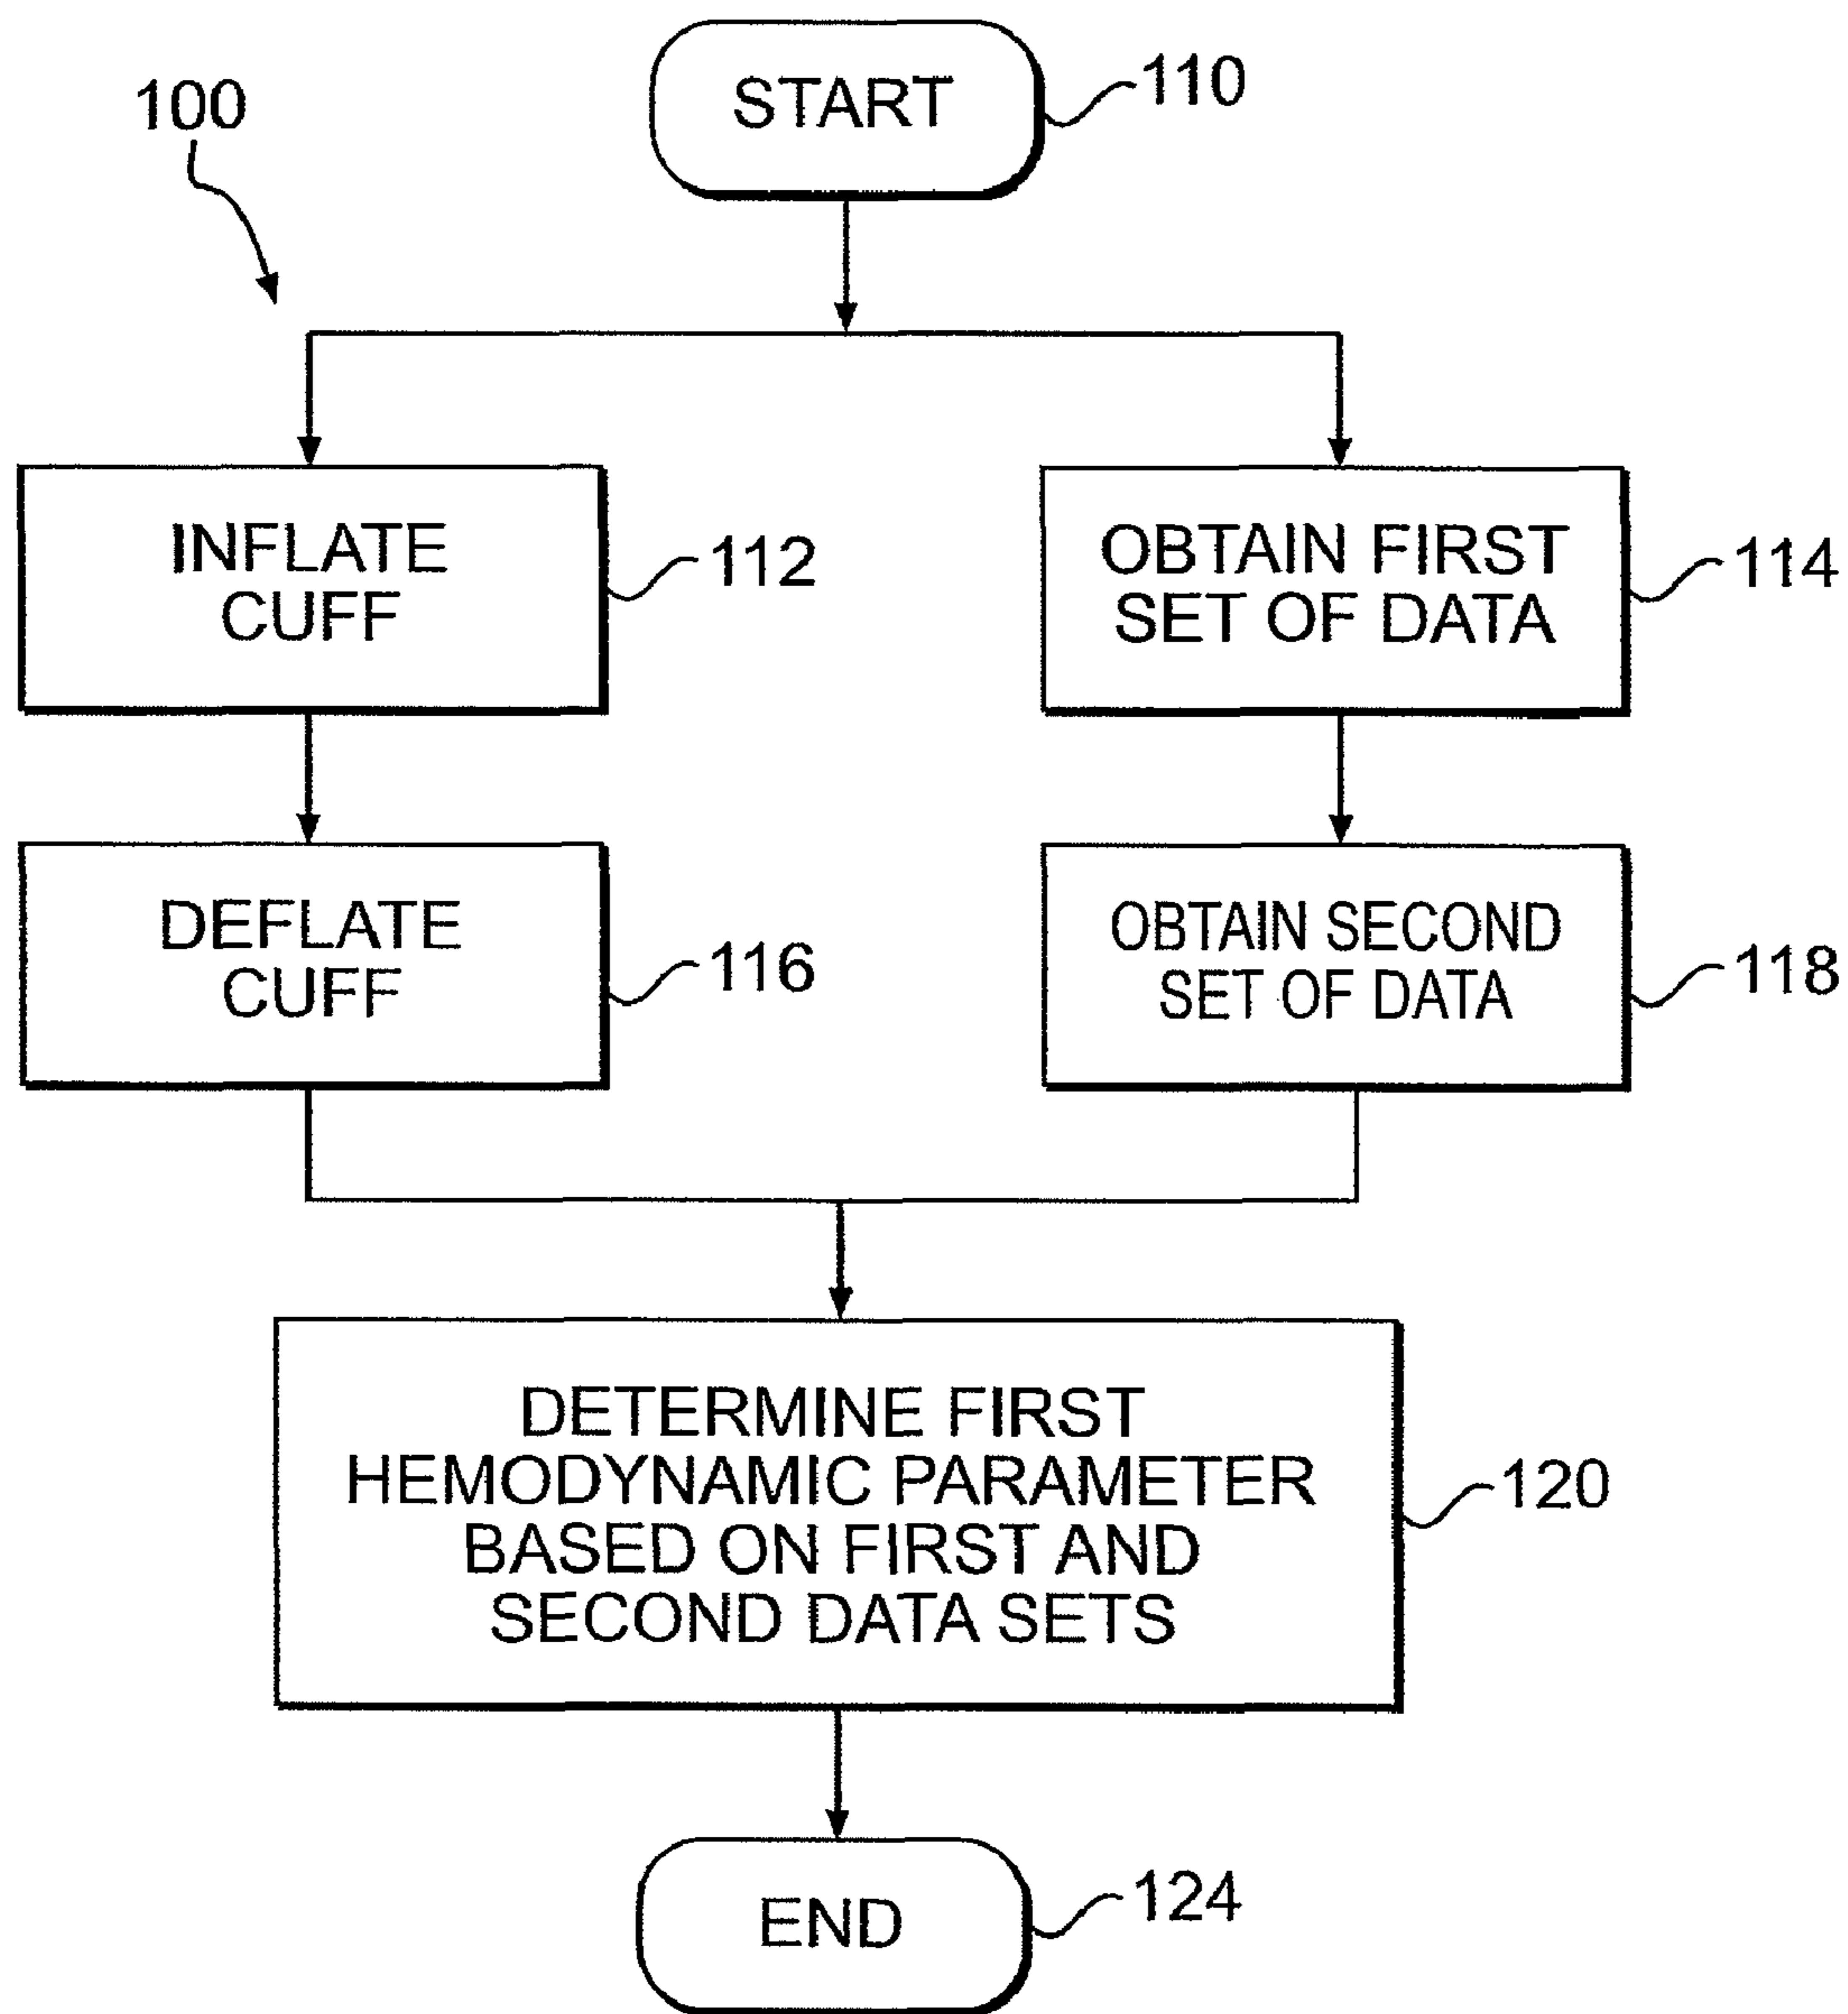 START
110
100
INFLATE
CUFF
112
OBTAIN FIRST
SET OF DATA
114
DEFLATE
CUFF
116
OBTAIN SECOND
SET OF DATA
118
DETERMINE FIRST
HEMODYNAMIC PARAMETER
BASED ON FIRST AND
SECOND DATA SETS
120
END
124